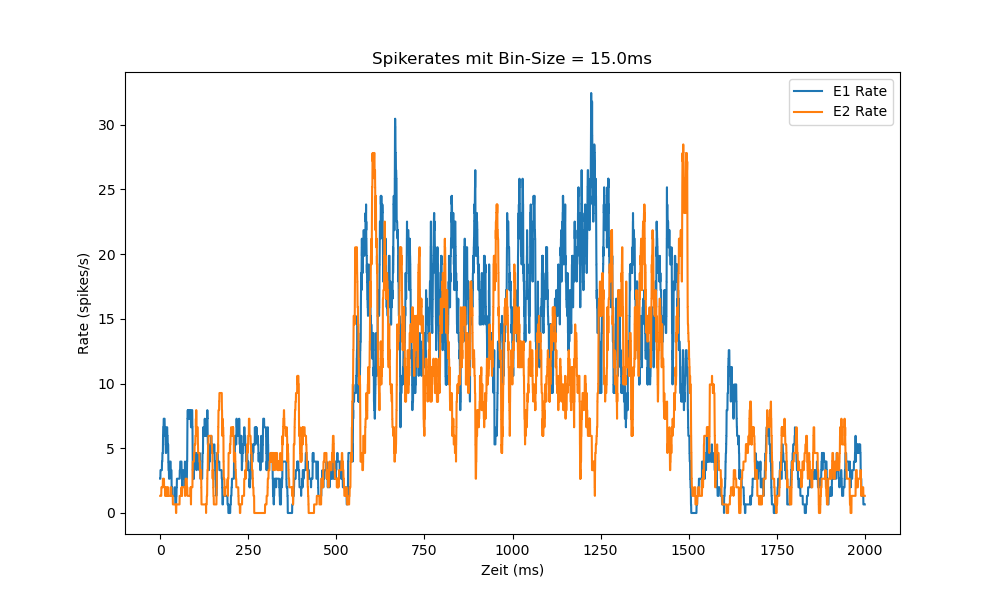 Spikerates mit Bin-Size = 15.0ms
E1 Rate
E2 Rate
Rate (spikes/s)
30
25
20
15
10
5
0
0 250 500 750 1000 1250 1500 1750 2000
Zeit (ms)